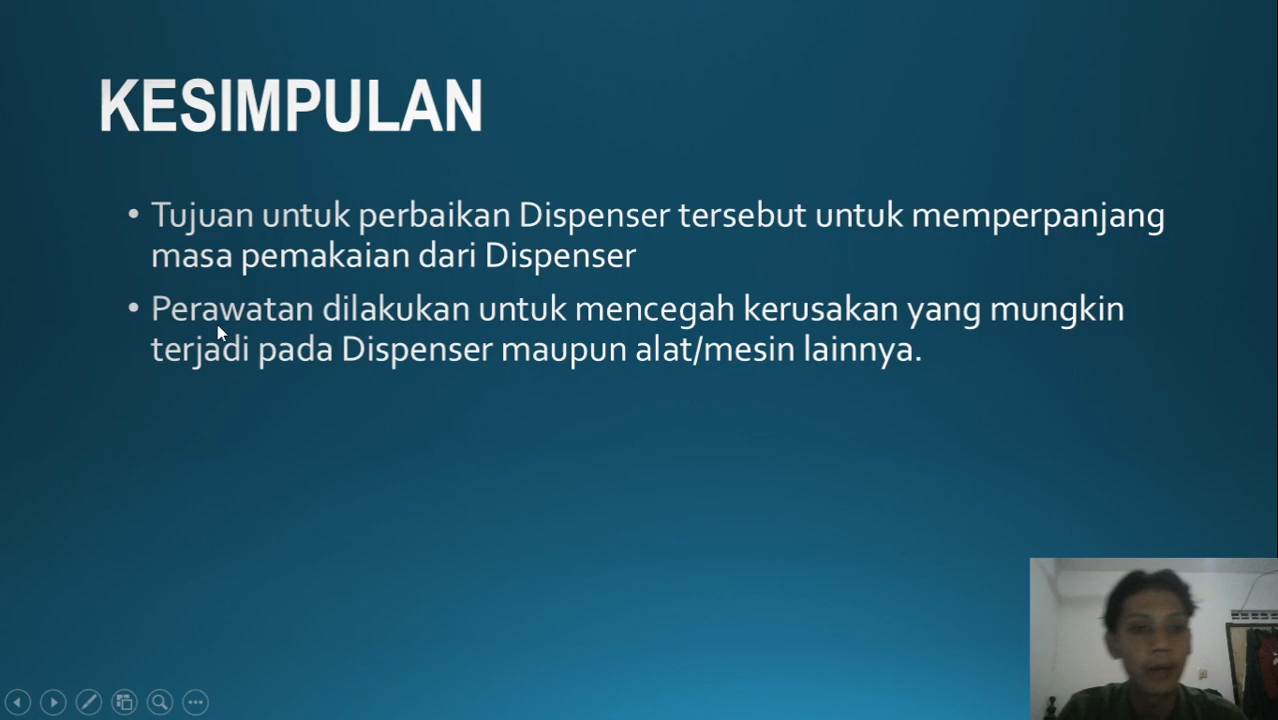 KESIMPULAN
• Tujuan untuk perbaikan Dispenser tersebut untuk memperpanjang
masa pemakaian dari Dispenser
• Perawatan dilakukan untuk mencegah kerusakan yang mungkin
terjadi pada Dispenser maupun alat/mesin lainnya.